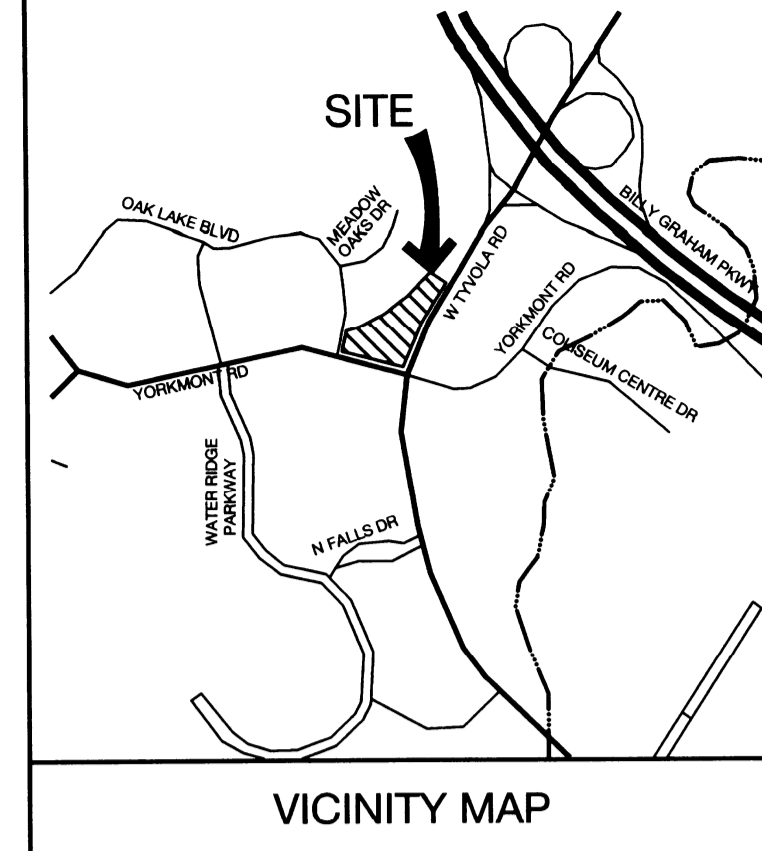 SITE
OAK LAKE BLVD
MEADOW
OAKS DR
BILLY GRAHAM PKWY
W TYVOLA RD
YORKMONT RD
COLISEUM CENTRE DR
YORKMONT RD
WATER RIDGE
PARKWAY
N FALLS DR
VICINITY MAP